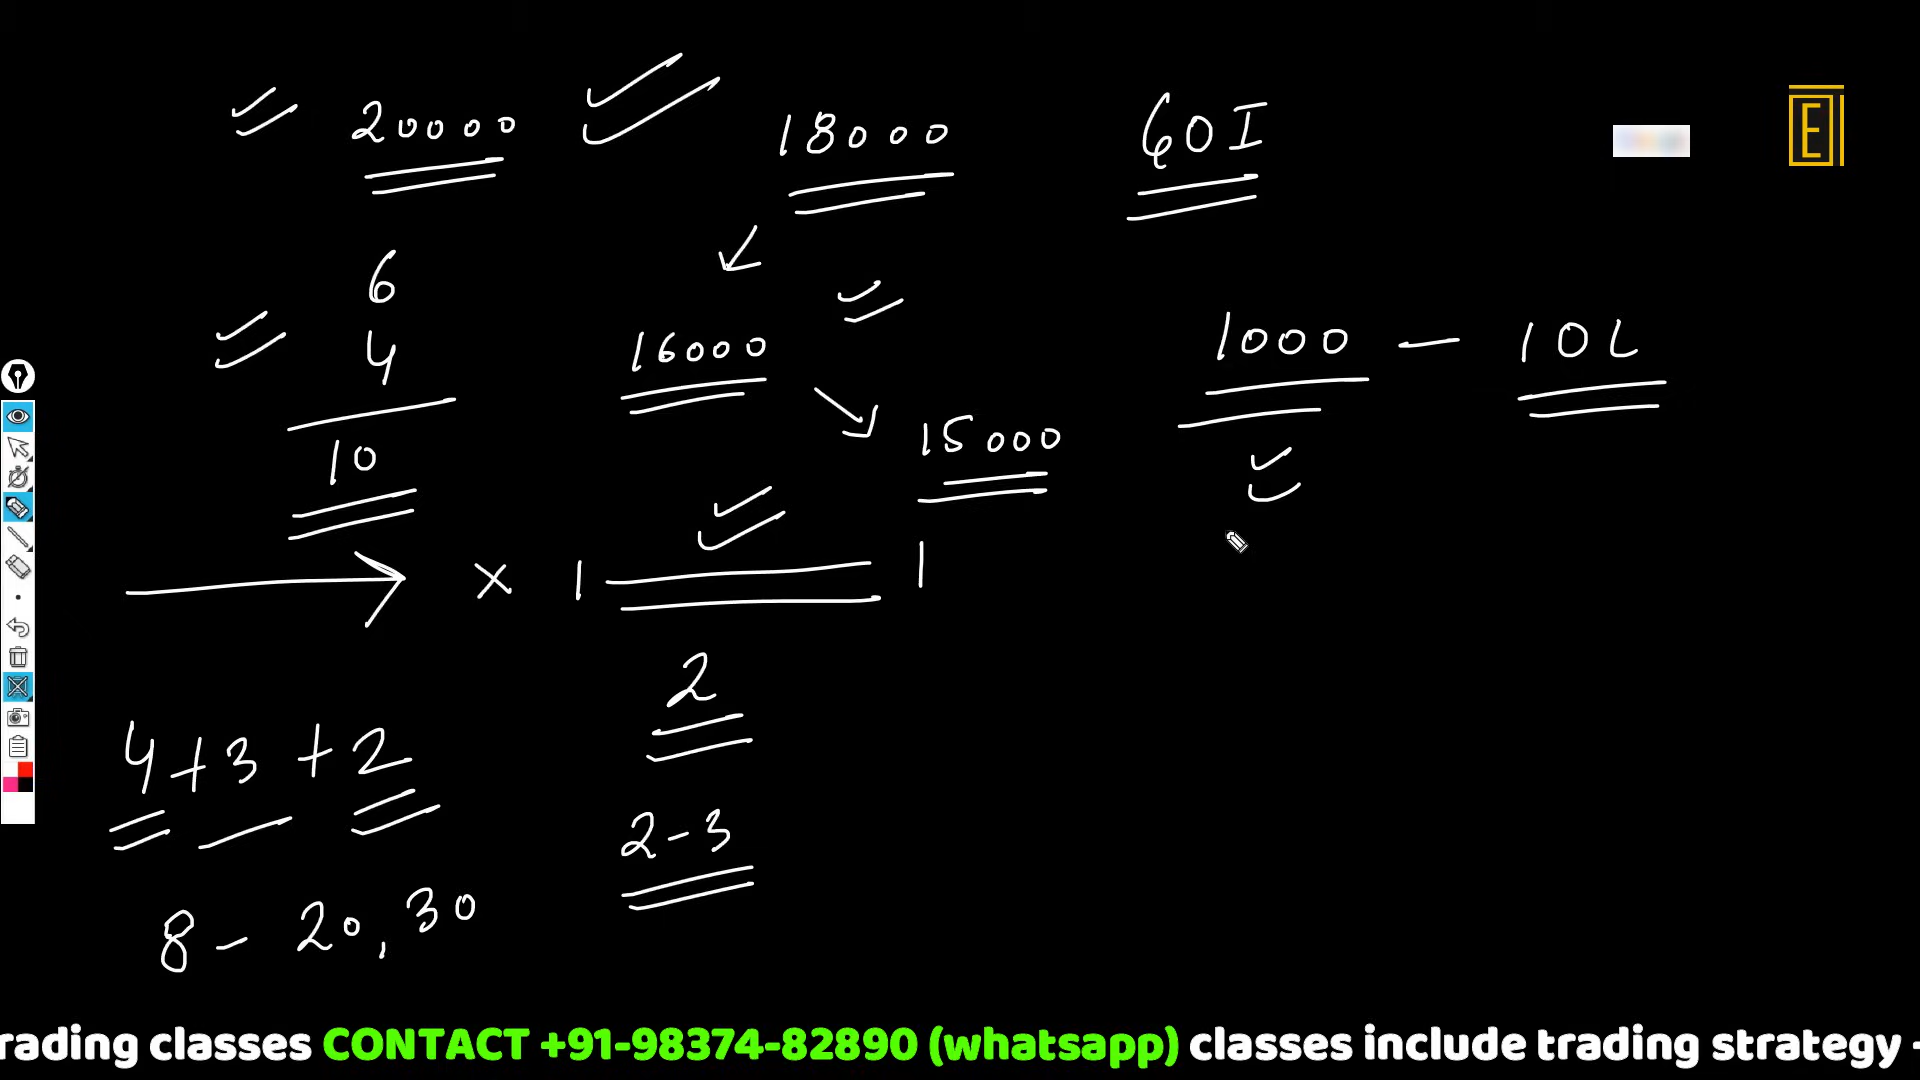 20000 18000 60I
6
4
16000 1000 - 10L
10 15000
x 1 1
2
4+3+2
2-3
8- 20, 30
E
rading classes CONTACT +91-98374-82890 (whatsapp) classes include trading strategy -